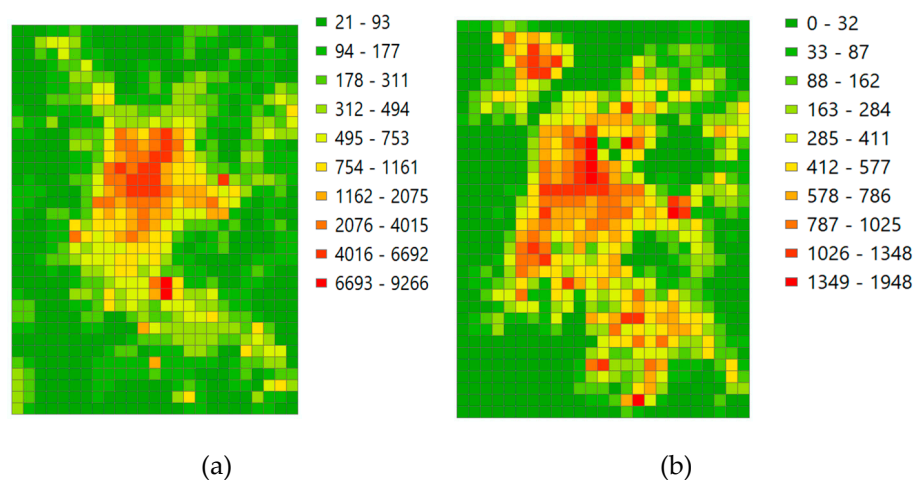 21 - 93
94 - 177
178 - 311
312 - 494
495 - 753
754 - 1161
1162 - 2075
2076 - 4015
4016 - 6692
6693 - 9266
0 - 32
33 - 87
88 - 162
163 - 284
285 - 411
412 - 577
578 - 786
787 - 1025
1026 - 1348
1349 - 1948
(a)
(b)